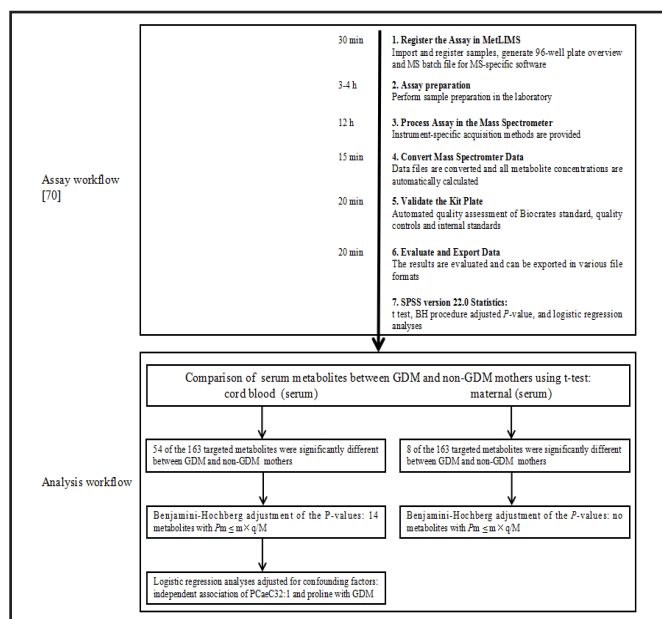 Assay workflow
[70]
30 min
1. Register the Assay in MetLIMS
Import and register samples, generate 96-well plate overview
and MS batch file for MS-specific software
3-4 h
2. Assay preparation
Perform sample preparation in the laboratory
12 h
3. Process Assay in the Mass Spectrometer
Instrument-specific acquisition methods are provided
15 min
4. Convert Mass Spectromter Data
Data files are converted and all metabolite concentrations are
automatically calculated
20 min
5. Validate the Kit Plate
Automated quality assessment of Biocrates standard, quality
controls and internal standards
20 min
6. Evaluate and Export Data
The results are evaluated and can be exported in various file
formats
7. SPSS version 22.0 Statistics:
t test, BH procedure adjusted P-value, and logistic regression
analyses
Analysis workflow
Comparison of serum metabolites between GDM and non-GDM mothers using t-test:
cord blood (serum)
maternal (serum)
54 of the 163 targeted metabolites were significantly different
between GDM and non-GDM mothers
8 of the 163 targeted metabolites were significantly different
between GDM and non-GDM mothers
Benjamini-Hochberg adjustment of the P-values: 14
metabolites with Pm ≤ m × q/M
Benjamini-Hochberg adjustment of the P-values: no
metabolites with Pm ≤ m × q/M
Logistic regression analyses adjusted for confounding factors:
independent association of PCaeC32:1 and proline with GDM